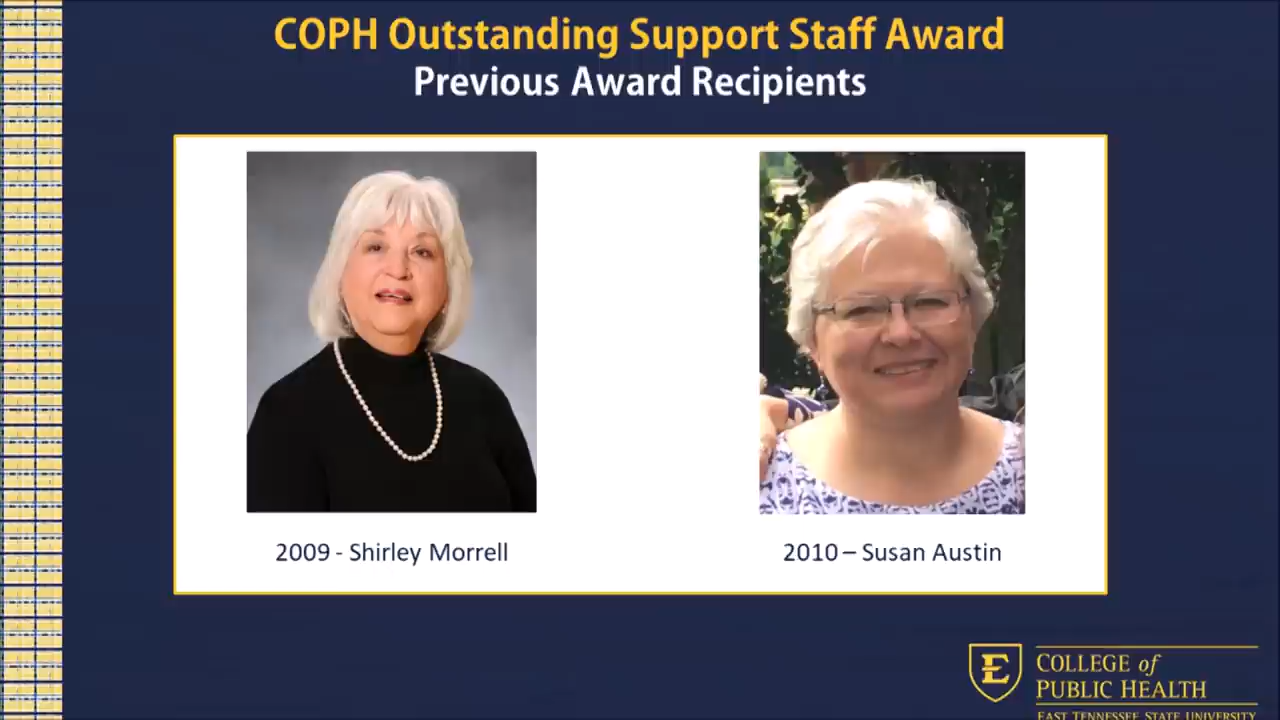 COPH Outstanding Support Staff Award
Previous Award Recipients
2009 - Shirley Morrell
2010 – Susan Austin
E
COLLEGE of
PUBLIC HEALTH
EAST TENNESSEE STATE UNIVERSITY